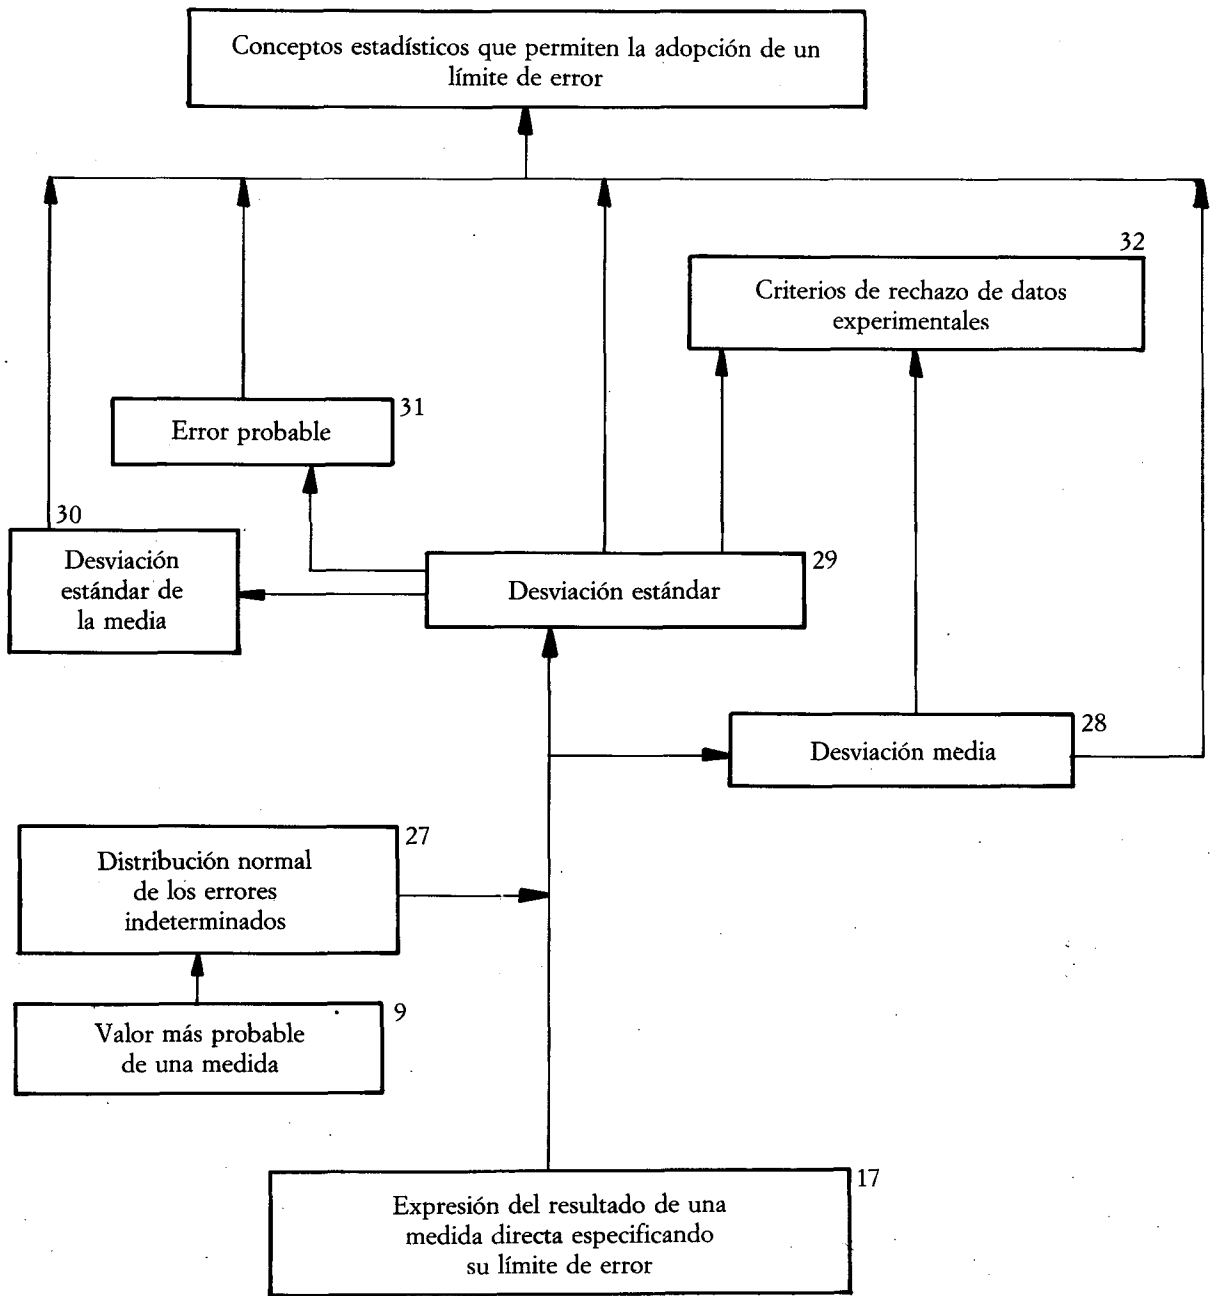 Conceptos estadísticos que permiten la adopción de un
límite de error
32
Criterios de rechazo de datos
experimentales
31
Error probable
30
Desviación
estándar de
la media
29
Desviación estándar
28
Desviación media
27
Distribución normal
de los errores
indeterminados
9
Valor más probable
de una medida
17
Expresión del resultado de una
medida directa especificando
su límite de error